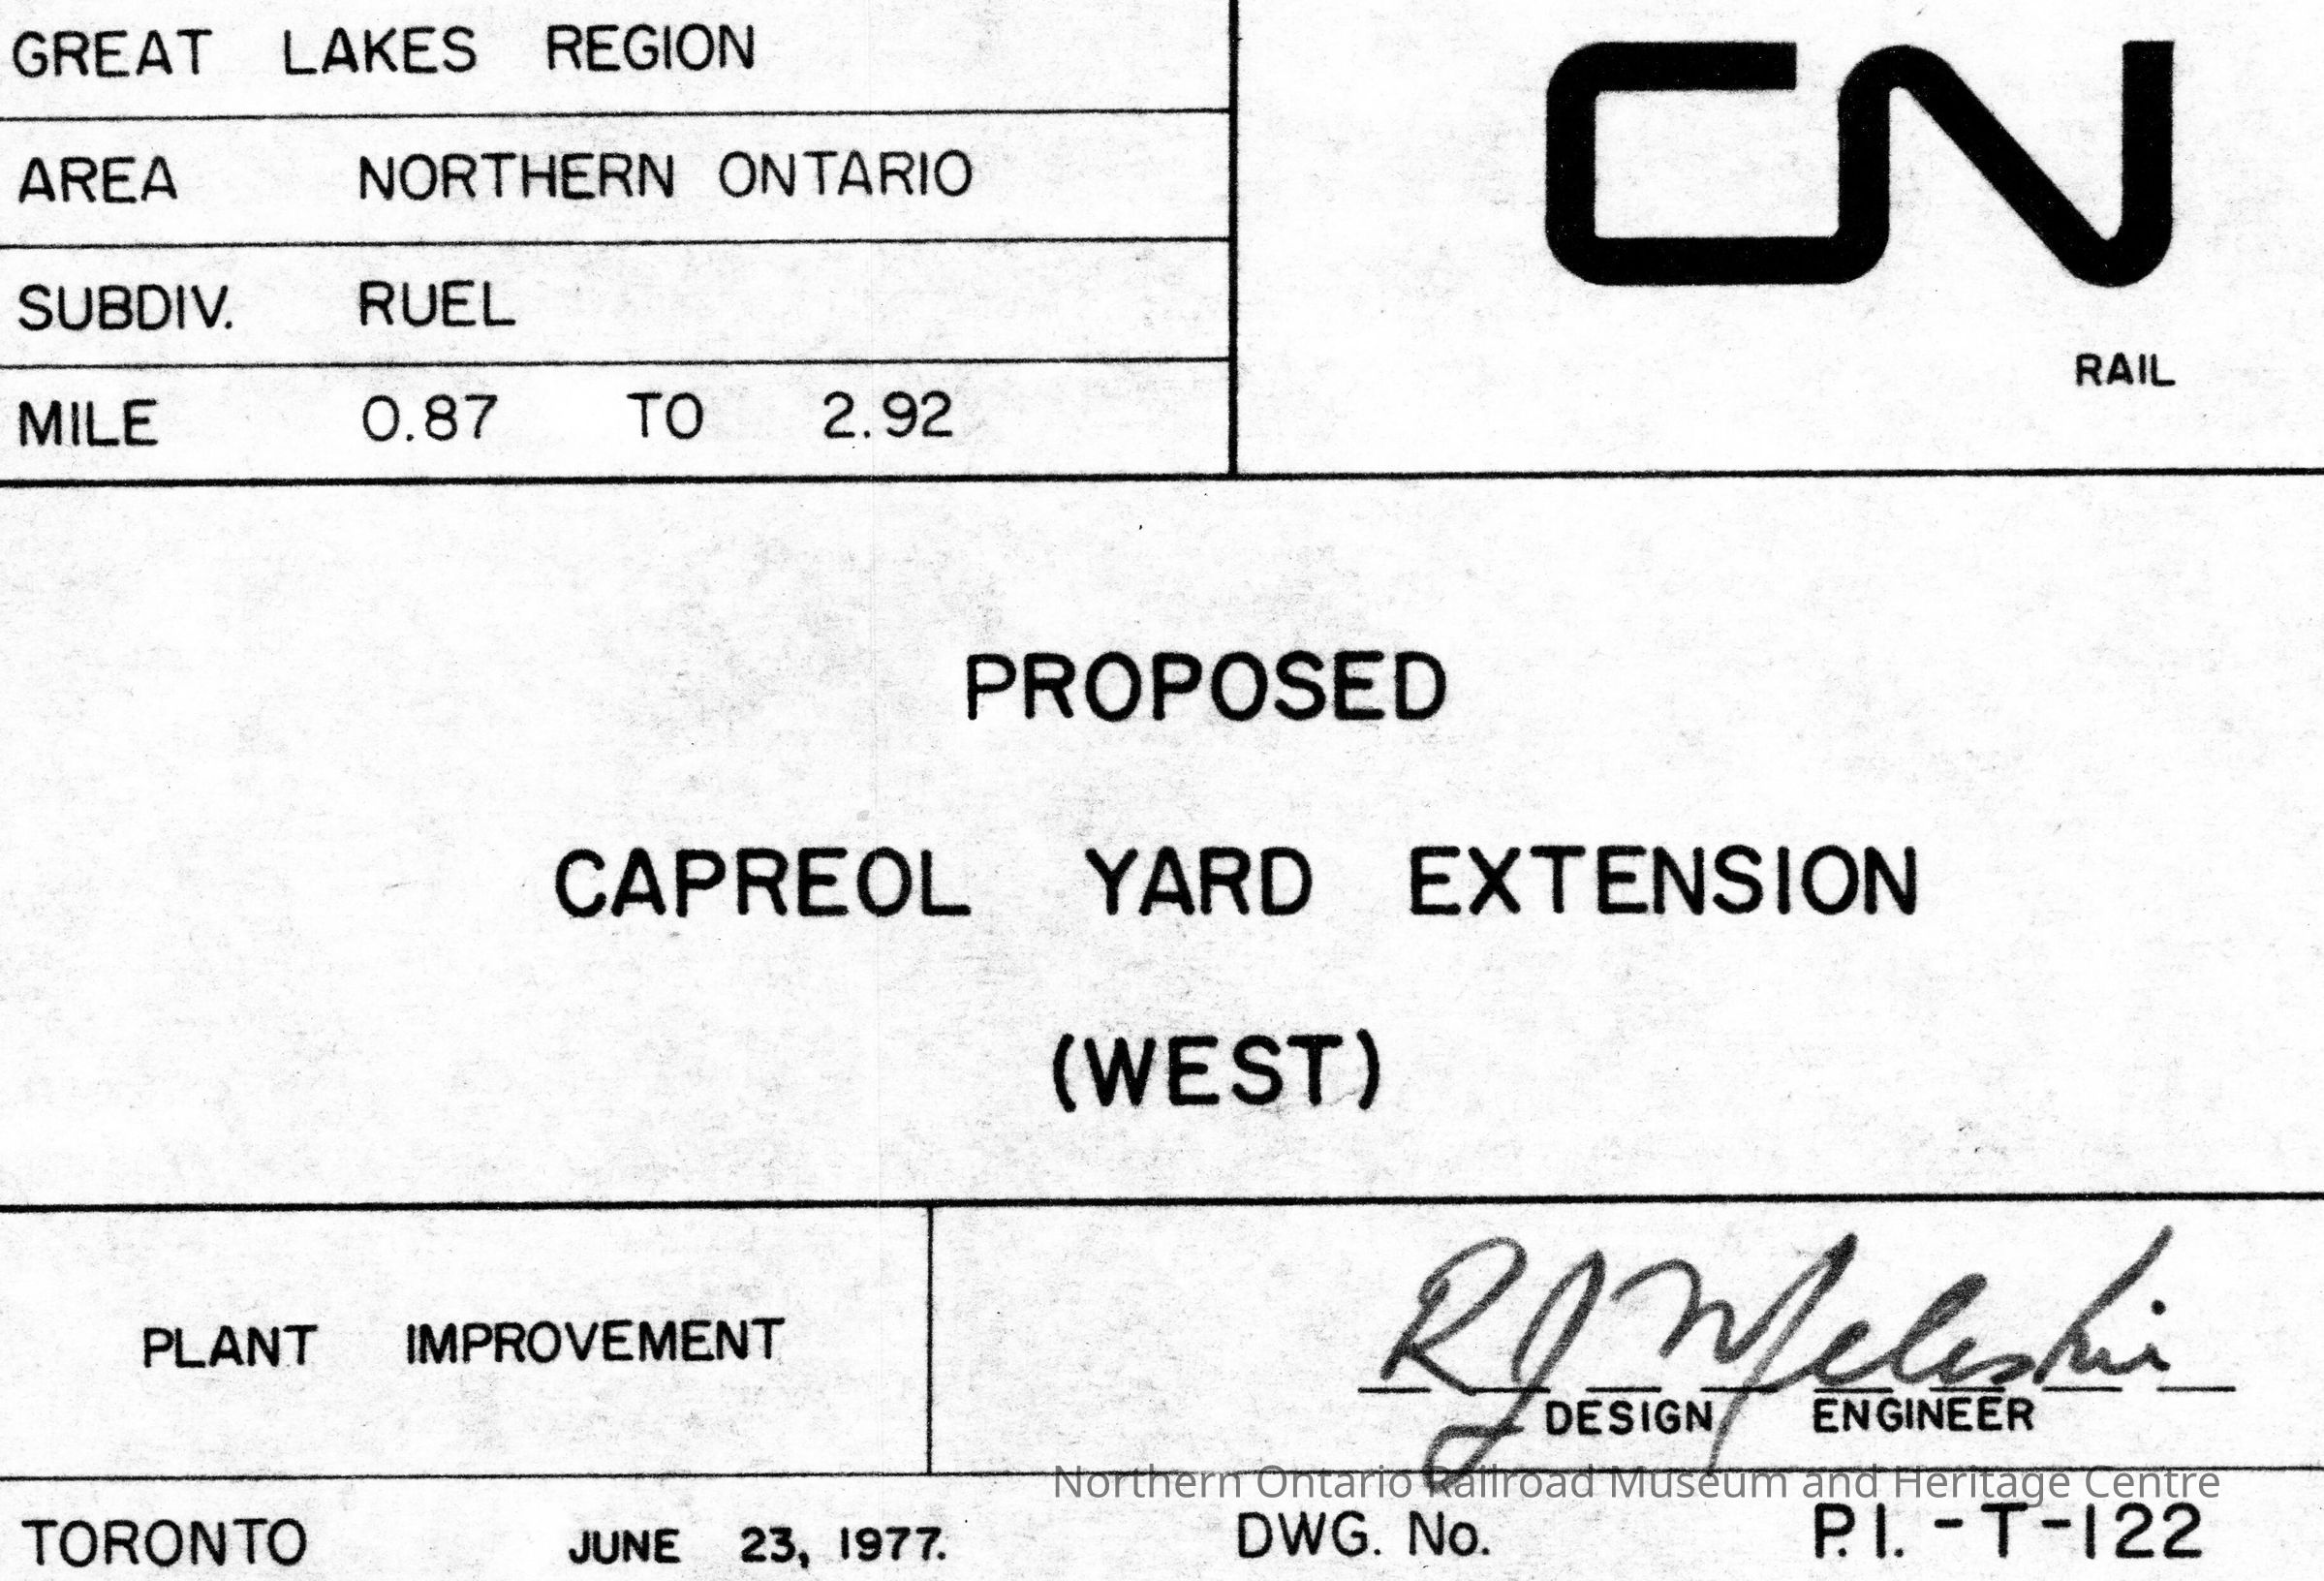 GREAT LAKES REGION
AREA NORTHERN ONTARIO
SUBDIV. RUEL
MILE 0.87 TO 2.92
CN
RAIL
PROPOSED
CAPREOL YARD EXTENSION
(WEST)
PLANT IMPROVEMENT
DESIGN ENGINEER
Northern Ontario Railroad Museum and Heritage Centre
TORONTO JUNE 23, 1977.
DWG. No. P.I. - T-122